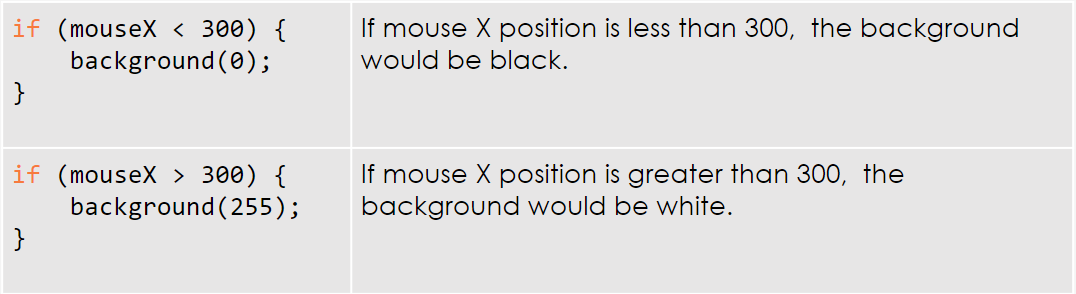 if (mouseX < 300) {
    background(0);
}
If mouse X position is less than 300,  the background
would be black.
if (mouseX > 300) {
    background(255);
}
If mouse X position is greater than 300,  the
background would be white.